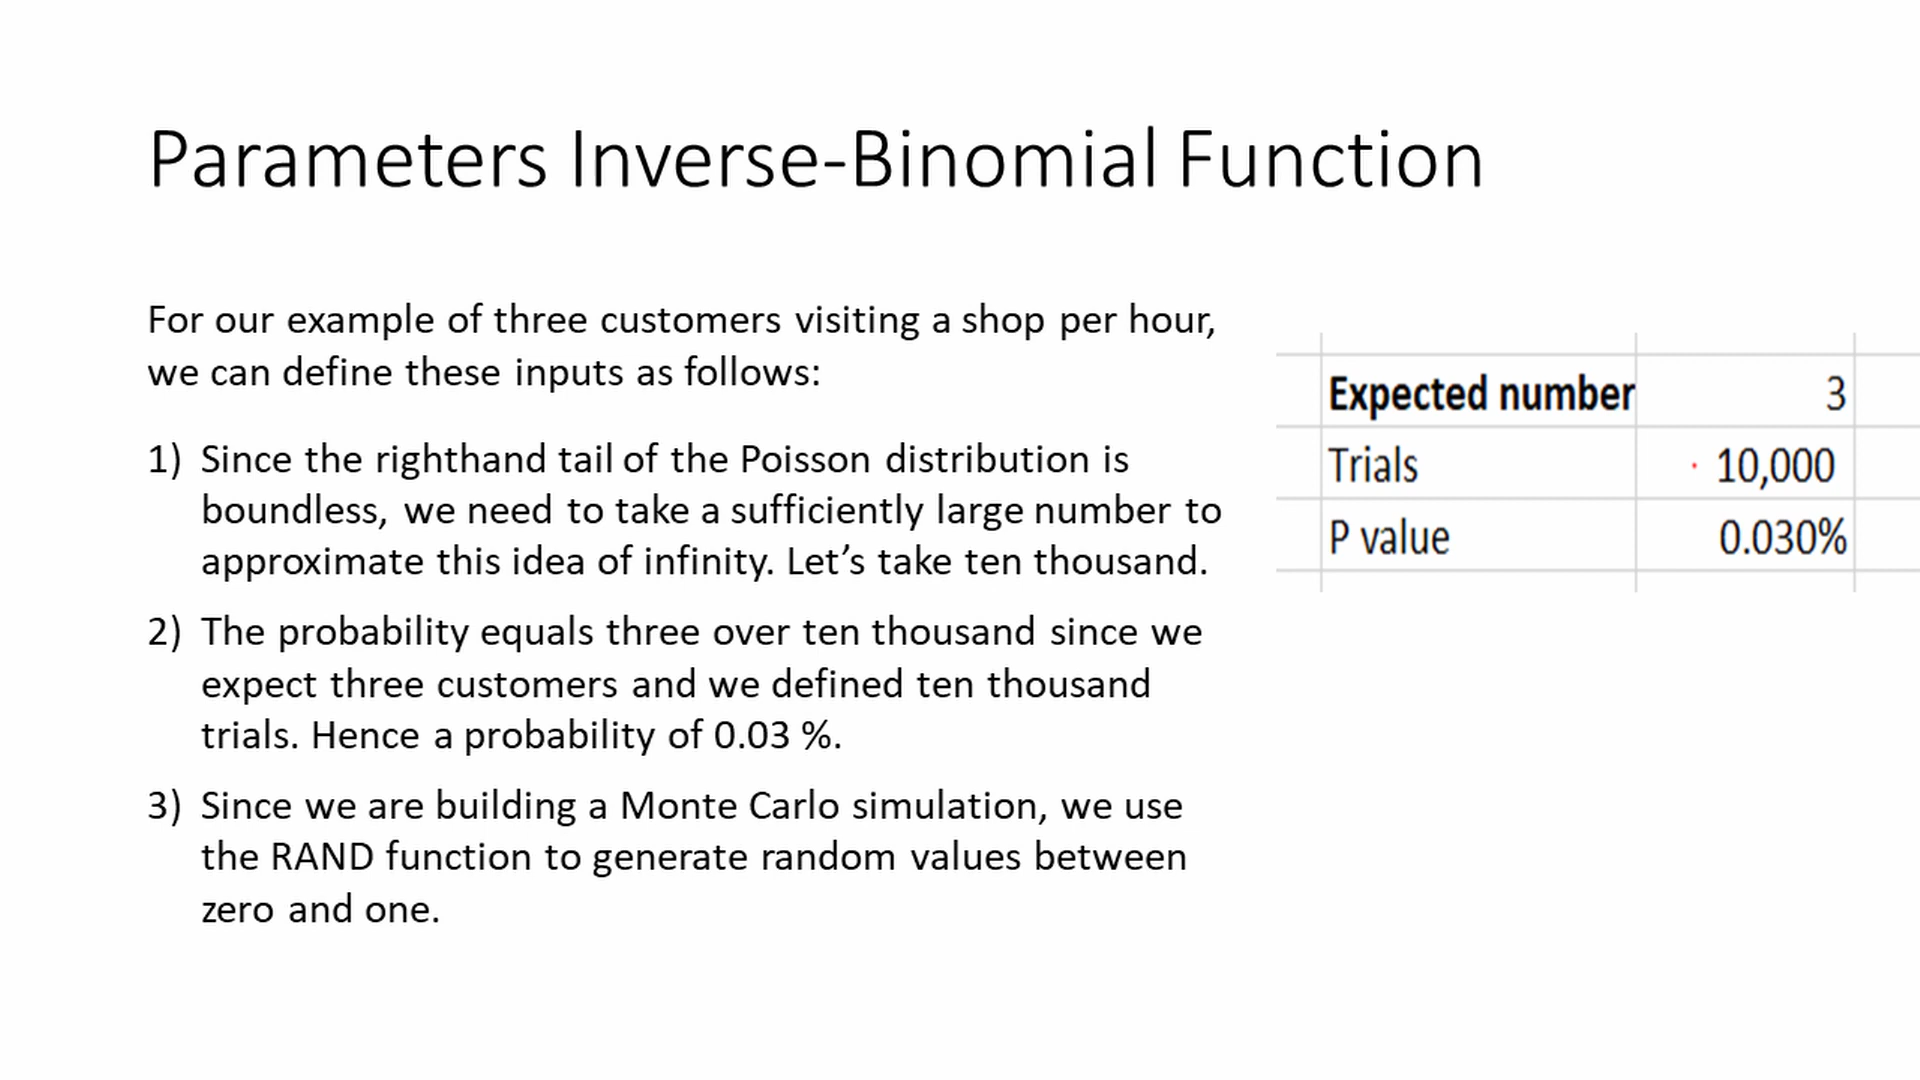 Parameters Inverse-Binomial Function
For our example of three customers visiting a shop per hour,
we can define these inputs as follows:
1) Since the righthand tail of the Poisson distribution is
boundless, we need to take a sufficiently large number to
approximate this idea of infinity. Let’s take ten thousand.
2) The probability equals three over ten thousand since we
expect three customers and we defined ten thousand
trials. Hence a probability of 0.03 %.
3) Since we are building a Monte Carlo simulation, we use
the RAND function to generate random values between
zero and one.
Expected number 3
Trials 10,000
P value 0.030%